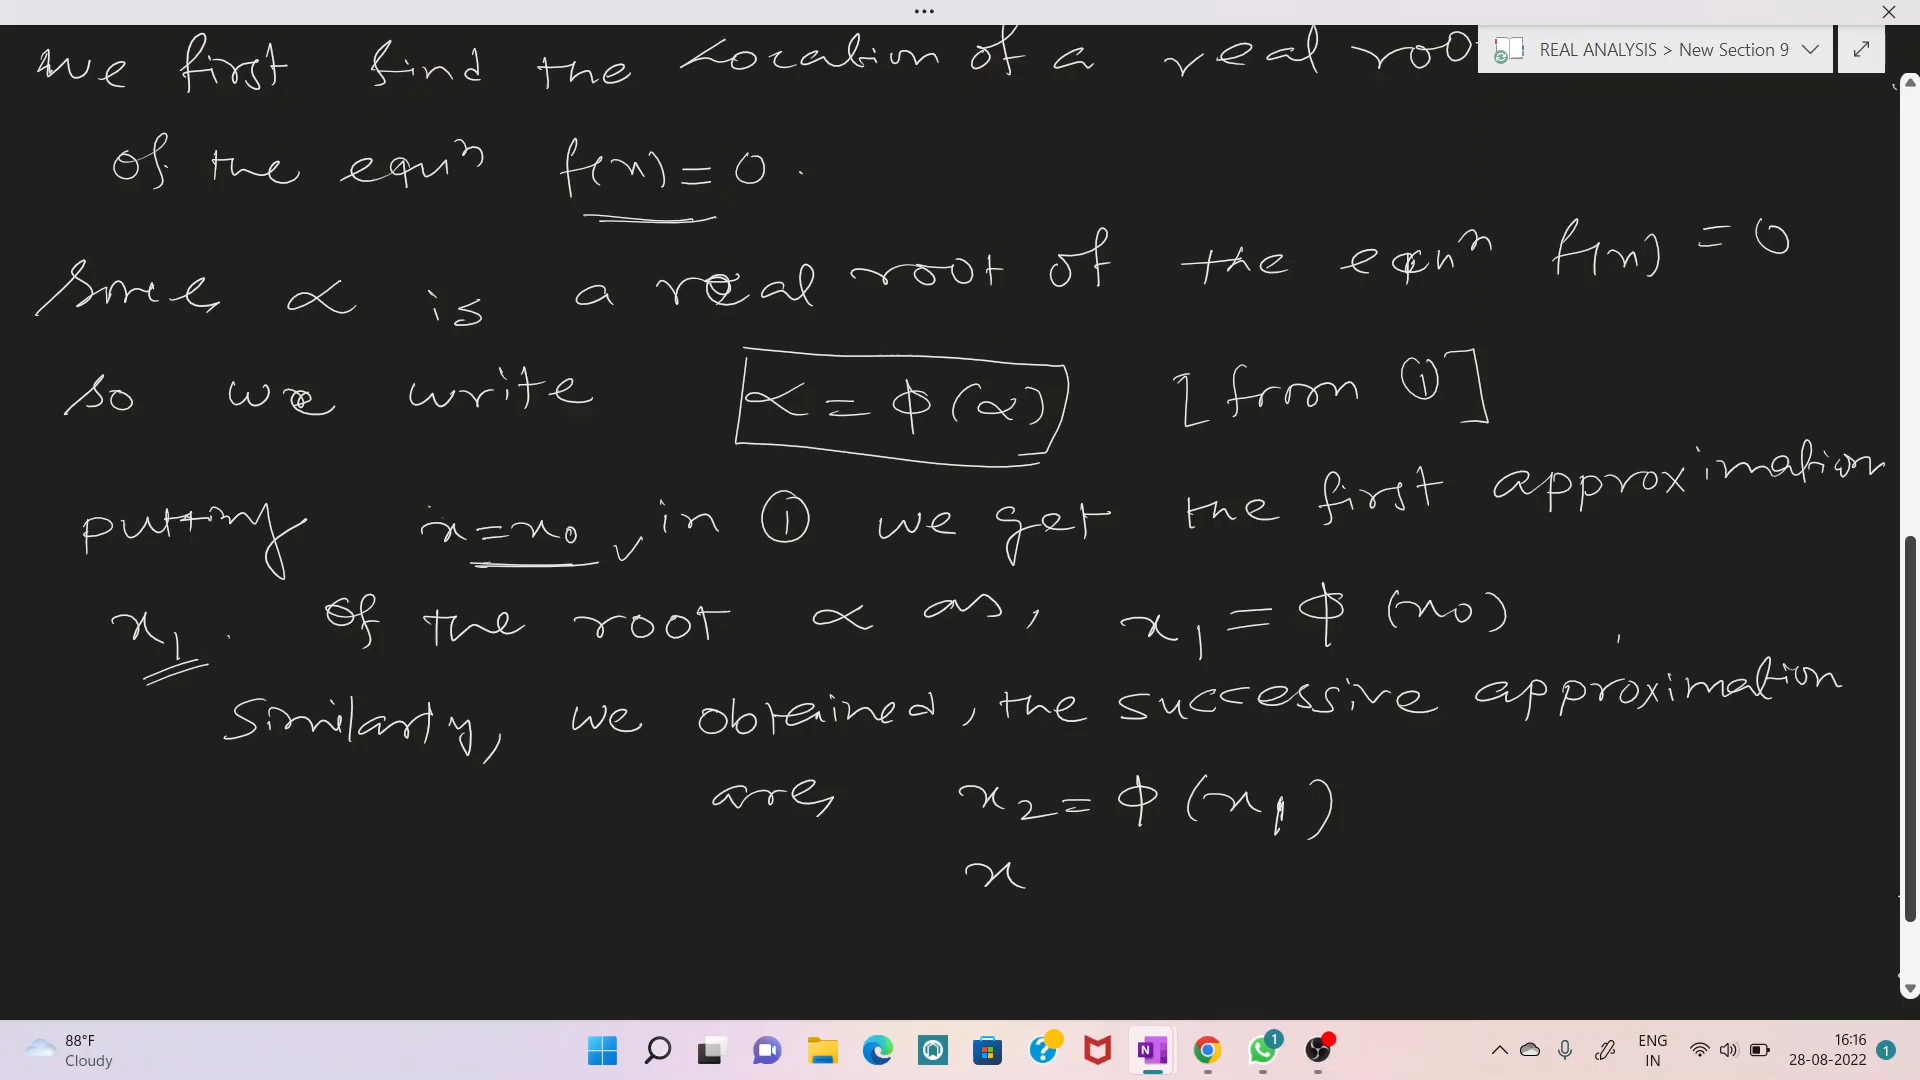 REAL ANALYSIS > New Section 9
We first find the Location of a real roo
of the equⁿ f(x) = 0.
Since α is a real root of the equⁿ f(x) = 0
so we write α = φ(α) [from ①]
putting x = x₀ in ① we get the first approximation
x₁ of the root α as, x₁ = φ(x₀)
Similarly, we obtained, the successive approximation
are x₂ = φ(x₁)
x
88°F
Cloudy
1
ENG
IN
16:16
28-08-2022
1